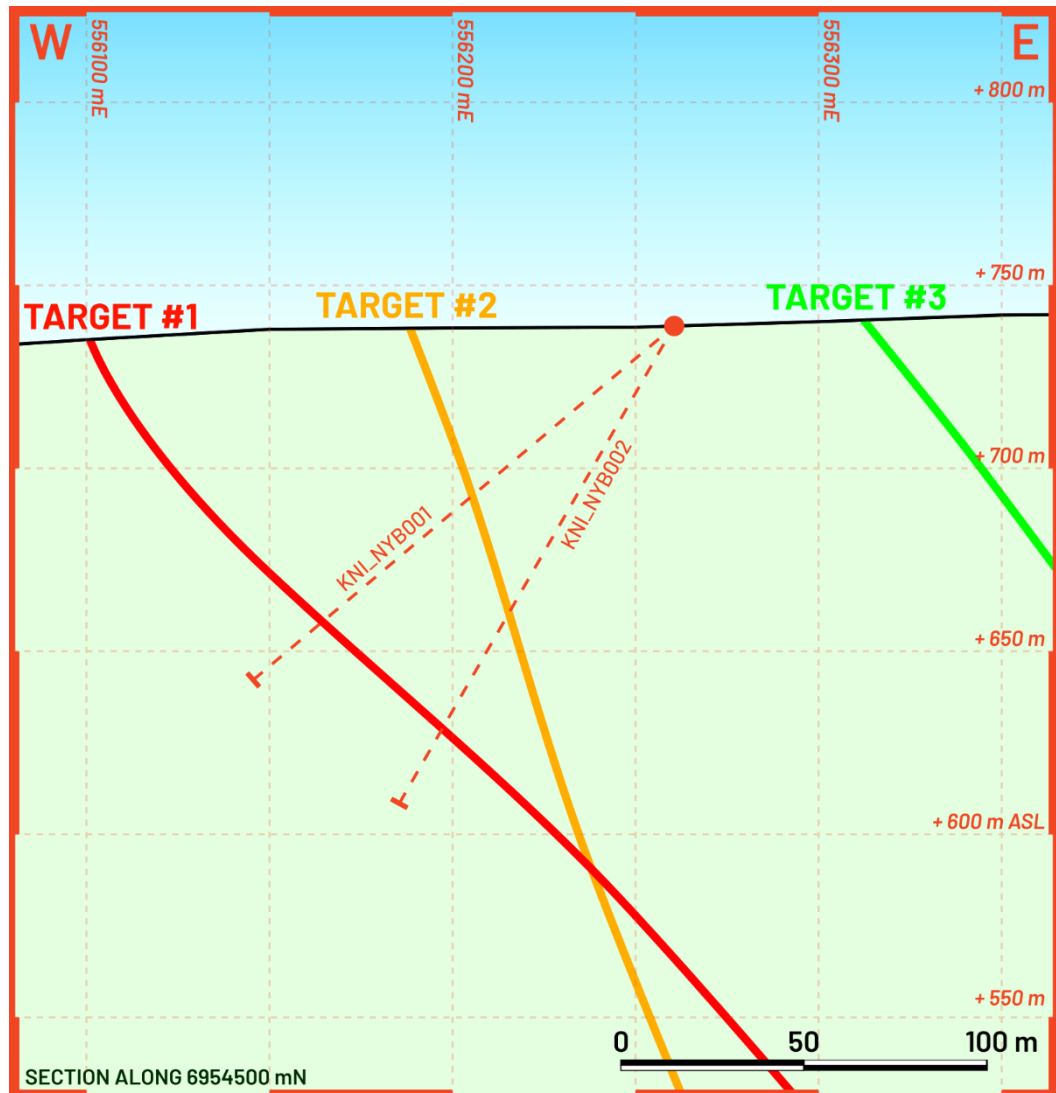 W
556100 mE
556200 mE
556300 mE
E
+ 800 m
+ 750 m
TARGET #1
TARGET #2
TARGET #3
+ 700 m
KNI_NYB001
KNI_NYB002
+ 650 m
+ 600 m ASL
+ 550 m
0 50 100 m
SECTION ALONG 6954500 mN